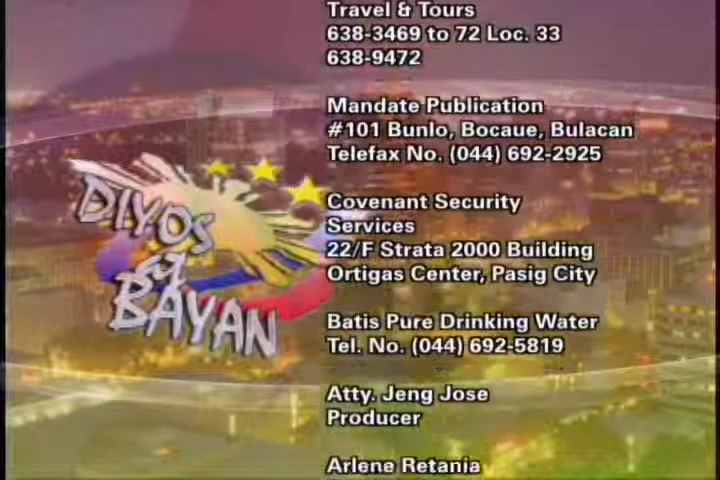 Travel & Tours
638-3469 to 72 Loc. 33
638-9472
Mandate Publication
#101 Bunlo, Bocaue, Bulacan
Telefax No. (044) 692-2925
DIYOS
at
BAYAN
Covenant Security
Services
22/F Strata 2000 Building
Ortigas Center, Pasig City
Batis Pure Drinking Water
Tel. No. (044) 692-5819
Atty. Jeng Jose
Producer
Arlene Retania